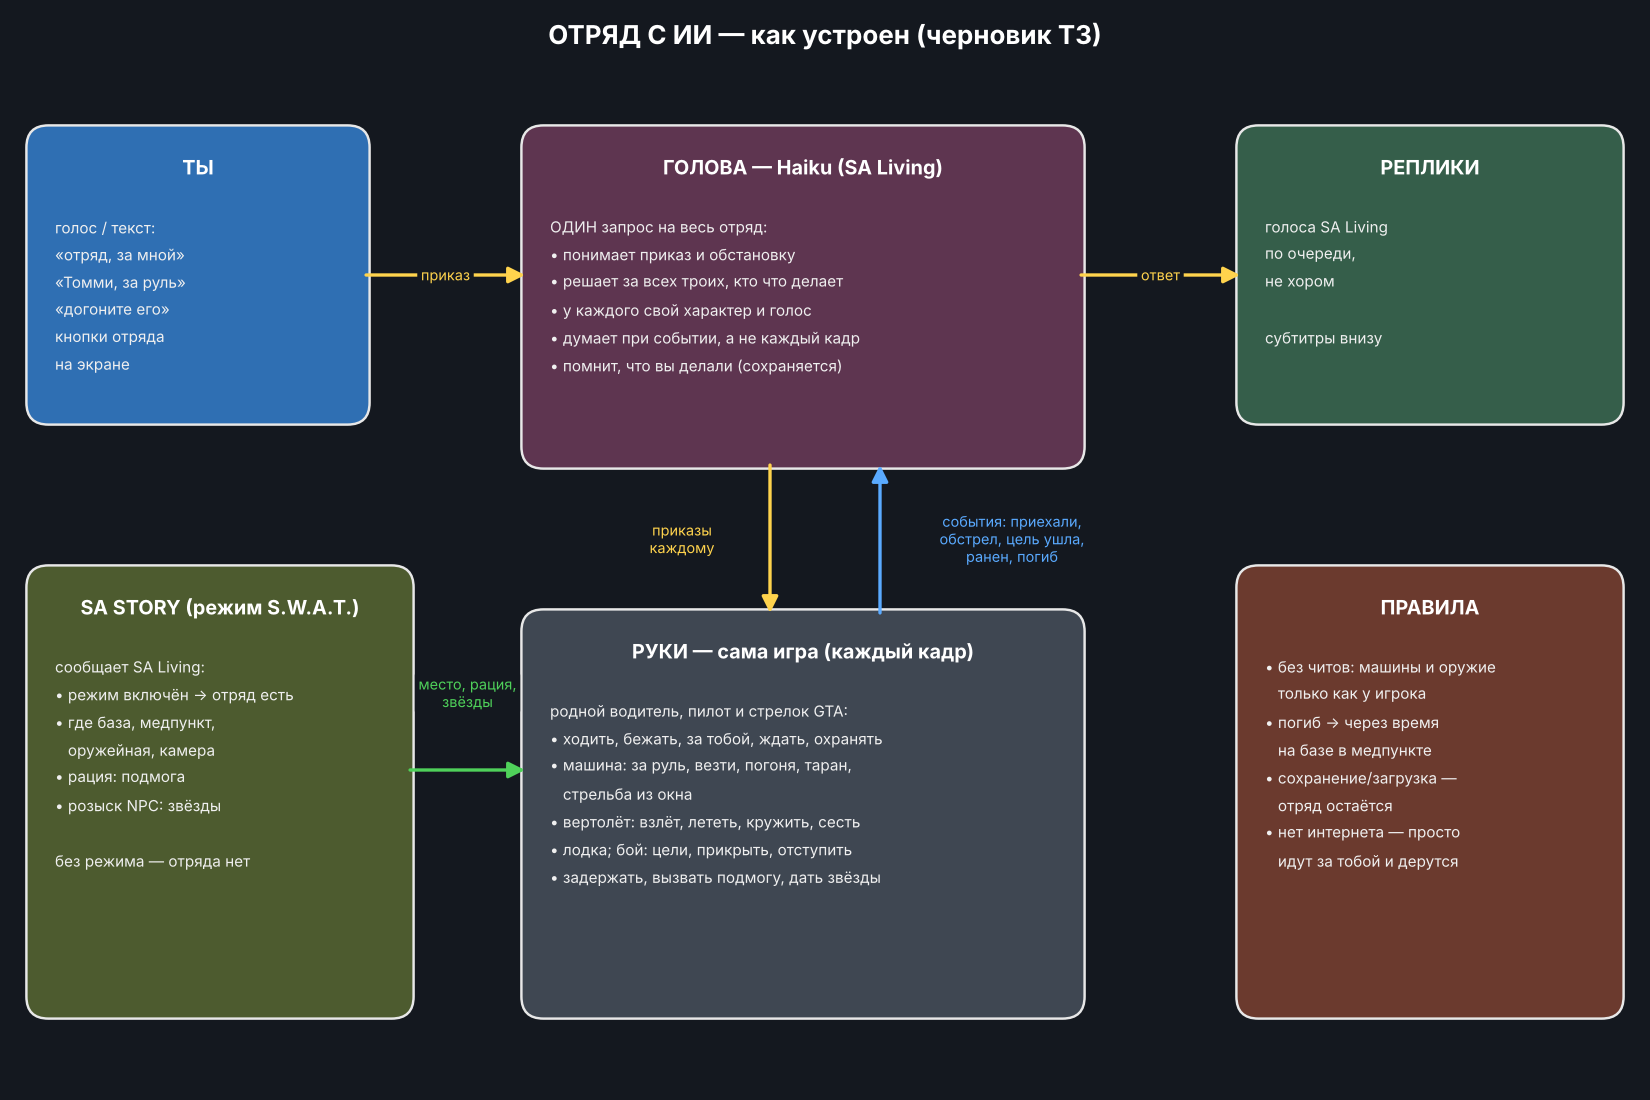 ОТРЯД С ИИ — как устроен (черновик ТЗ)
ТЫ
голос / текст:
«отряд, за мной»
«Томми, за руль»
«догоните его»
кнопки отряда
на экране
приказ
ГОЛОВА — Haiku (SA Living)
ОДИН запрос на весь отряд:
• понимает приказ и обстановку
• решает за всех троих, кто что делает
• у каждого свой характер и голос
• думает при событии, а не каждый кадр
• помнит, что вы делали (сохраняется)
ответ
РЕПЛИКИ
голоса SA Living
по очереди,
не хором
субтитры внизу
приказы
каждому
события: приехали,
обстрел, цель ушла,
ранен, погиб
SA STORY (режим S.W.A.T.)
сообщает SA Living:
• режим включён → отряд есть
• где база, медпункт,
оружейная, камера
• рация: подмога
• розыск NPC: звёзды
без режима — отряда нет
место, рация,
звёзды
РУКИ — сама игра (каждый кадр)
родной водитель, пилот и стрелок GTA:
• ходить, бежать, за тобой, ждать, охранять
• машина: за руль, везти, погоня, таран,
стрельба из окна
• вертолёт: взлёт, лететь, кружить, сесть
• лодка; бой: цели, прикрыть, отступить
• задержать, вызвать подмогу, дать звёзды
ПРАВИЛА
• без читов: машины и оружие
только как у игрока
• погиб → через время
на базе в медпункте
• сохранение/загрузка —
отряд остаётся
• нет интернета — просто
идут за тобой и дерутся